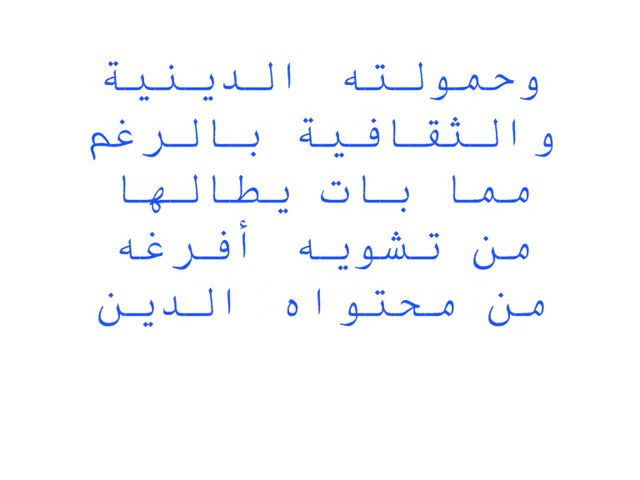 وحمولته الدينية
والثقافية بالرغم
مما بات يطالها
من تشويه أفرغه
من محتواه الدين